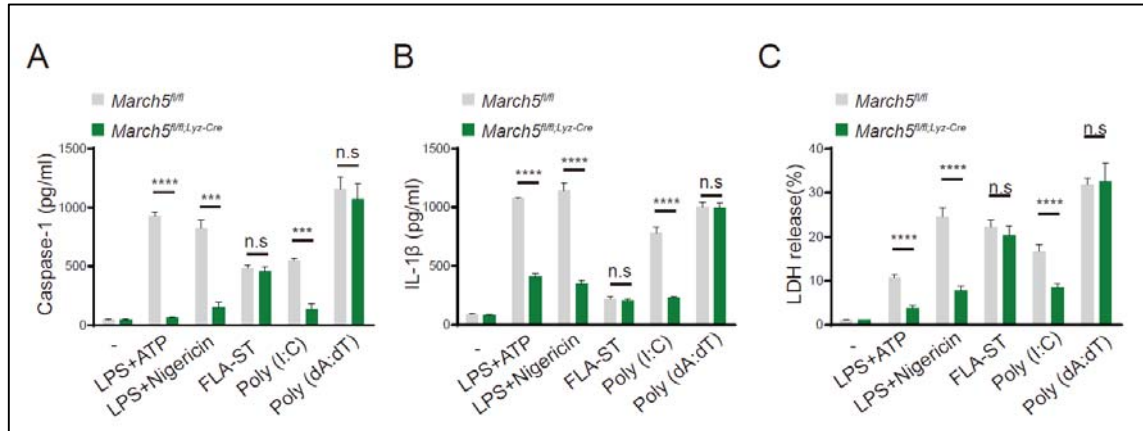 A
March5fl/fl
March5fl/fl;Lyz-Cre
Caspase-1 (pg/ml)
1500
1000
500
0
****
***
n.s
***
n.s
-
LPS+ATP
LPS+Nigericin
FLA-ST
Poly (I:C)
Poly (dA:dT)
B
March5fl/fl
March5fl/fl;Lyz-Cre
IL-1β (pg/ml)
1500
1000
500
0
****
****
n.s
****
n.s
-
LPS+ATP
LPS+Nigericin
FLA-ST
Poly (I:C)
Poly (dA:dT)
C
March5fl/fl
March5fl/fl;Lyz-Cre
LDH release(%)
40
30
20
10
0
****
****
n.s
****
n.s
-
LPS+ATP
LPS+Nigericin
FLA-ST
Poly (I:C)
Poly (dA:dT)